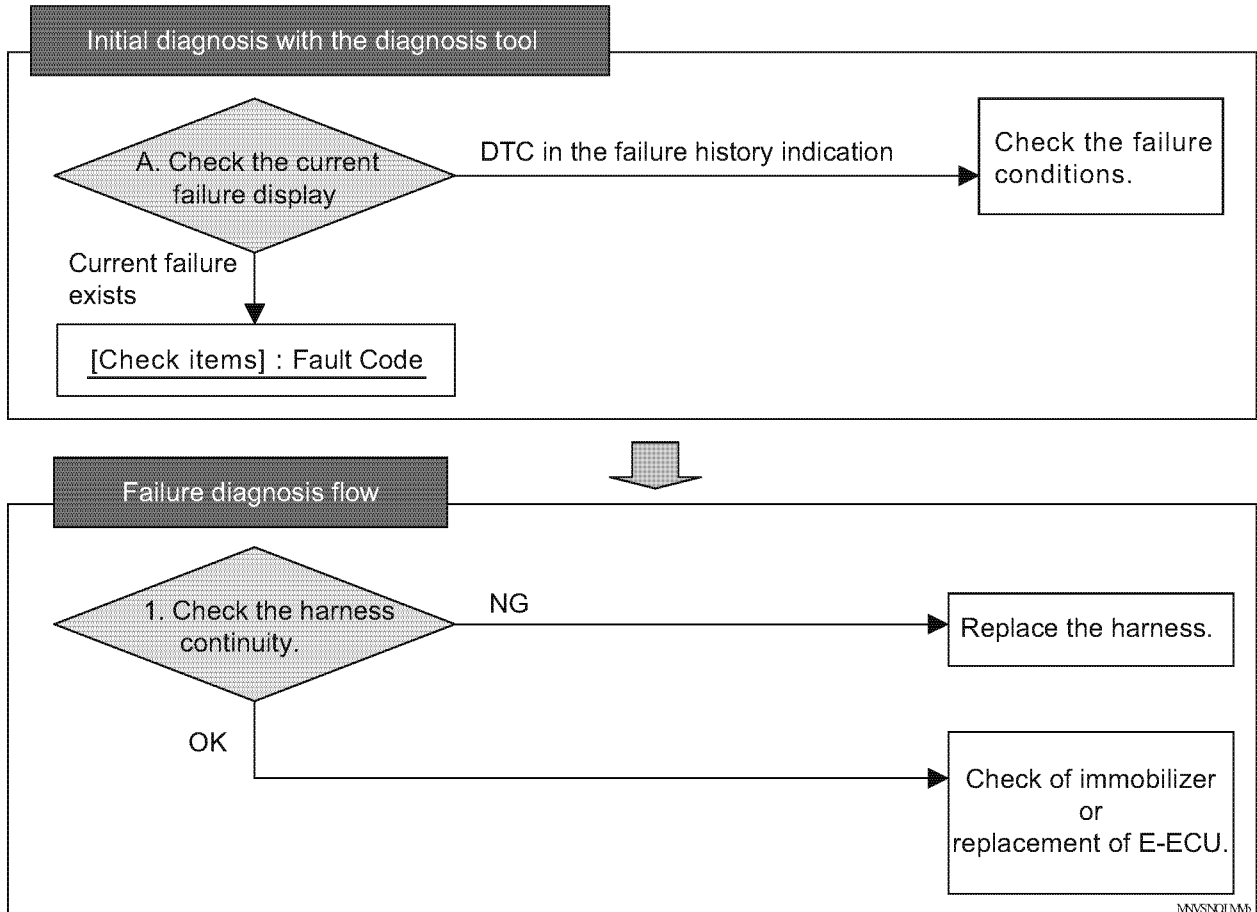 Initial diagnosis with the diagnosis tool
A. Check the current
failure display
DTC in the failure history indication
Check the failure
conditions.
Current failure
exists
[Check items] : Fault Code
Failure diagnosis flow
1. Check the harness
continuity.
NG
Replace the harness.
OK
Check of immobilizer
or
replacement of E-ECU.